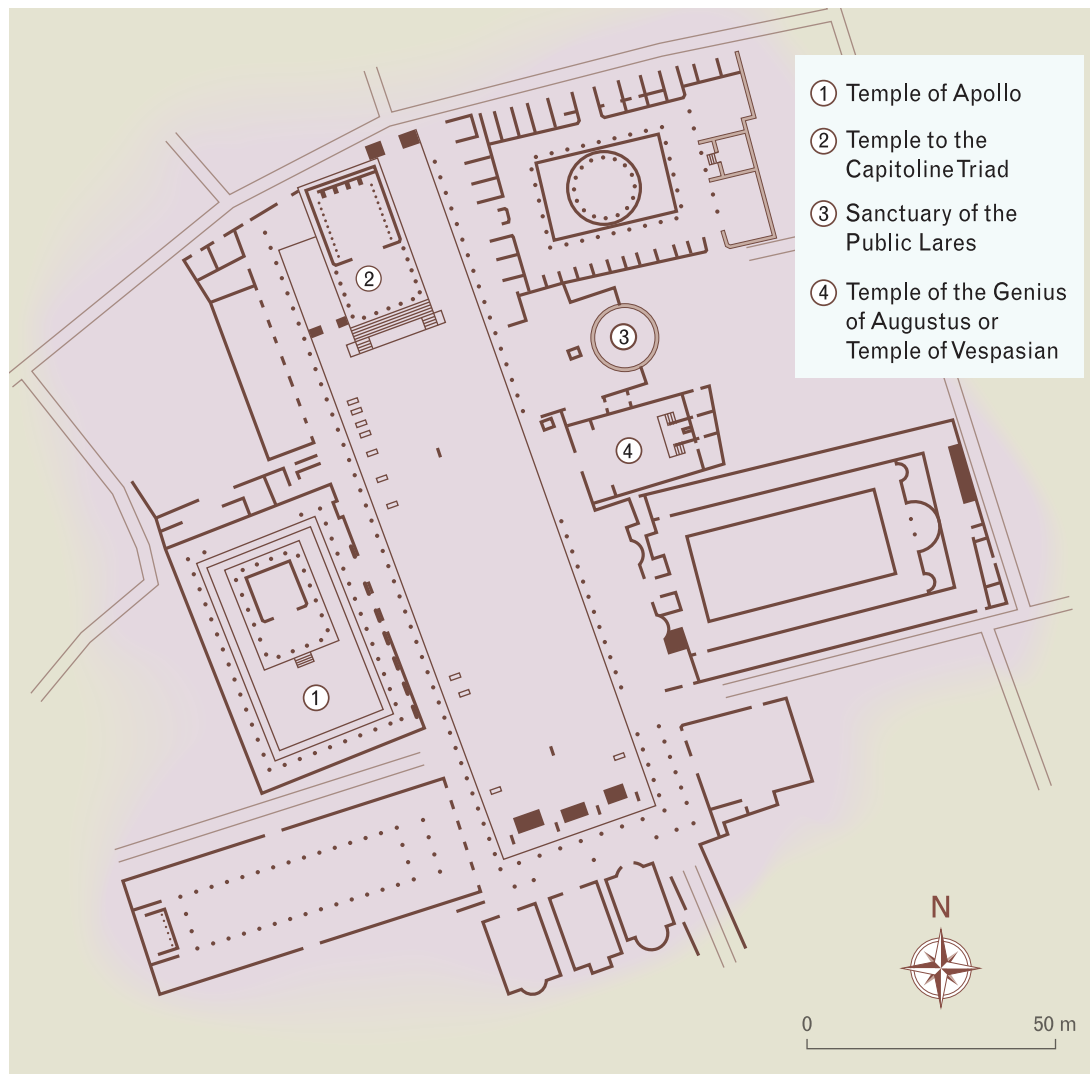 1 Temple of Apollo
2 Temple to the
Capitoline Triad
3 Sanctuary of the
Public Lares
4 Temple of the Genius
of Augustus or
Temple of Vespasian
2
3
4
1
N
0 50 m